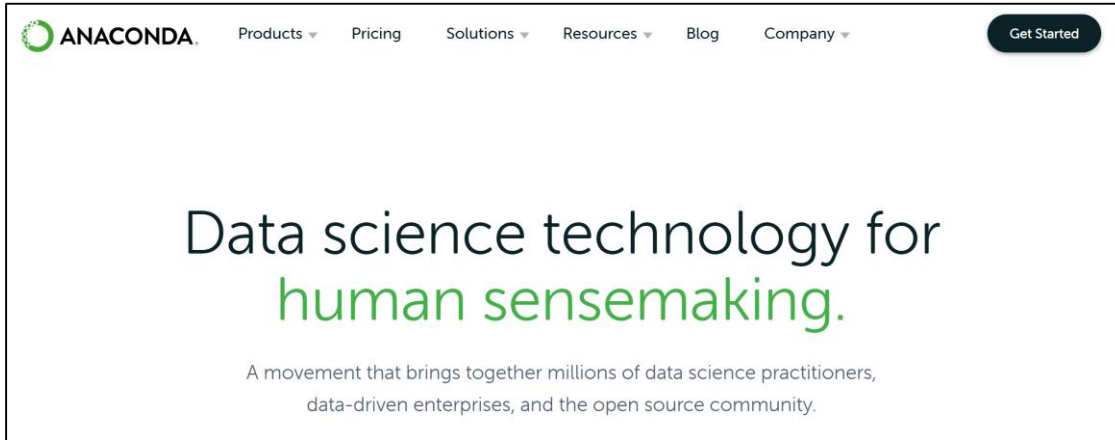 ANACONDA.
Products Pricing Solutions Resources Blog Company Get Started
Data science technology for
human sensemaking.
A movement that brings together millions of data science practitioners,
data-driven enterprises, and the open source community.